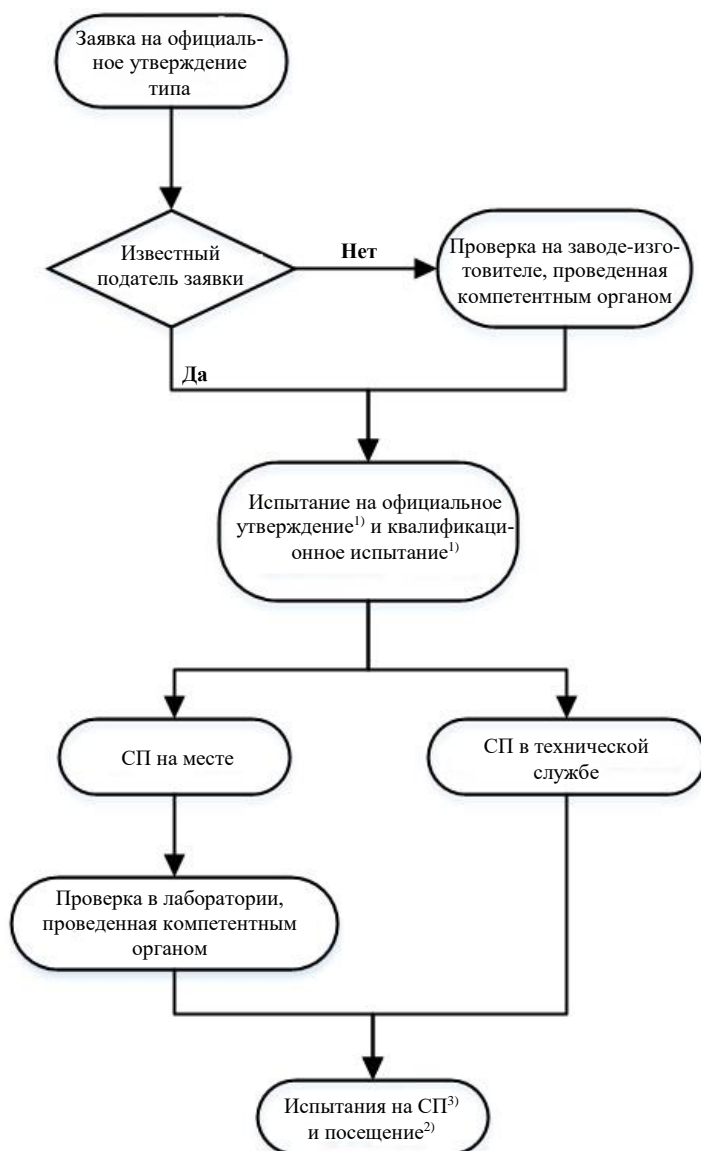 Заявка на официаль-
ное утверждение
типа
Известный
податель заявки
Нет
Проверка на заводе-изго-
товителе, проведенная
компетентным органом
Да
Испытание на официальное
утверждение¹⁾ и квалификаци-
онное испытание¹⁾
СП на месте
СП в технической
службе
Проверка в лаборатории,
проведенная компетентным
органом
Испытания на СП³⁾
и посещение²⁾